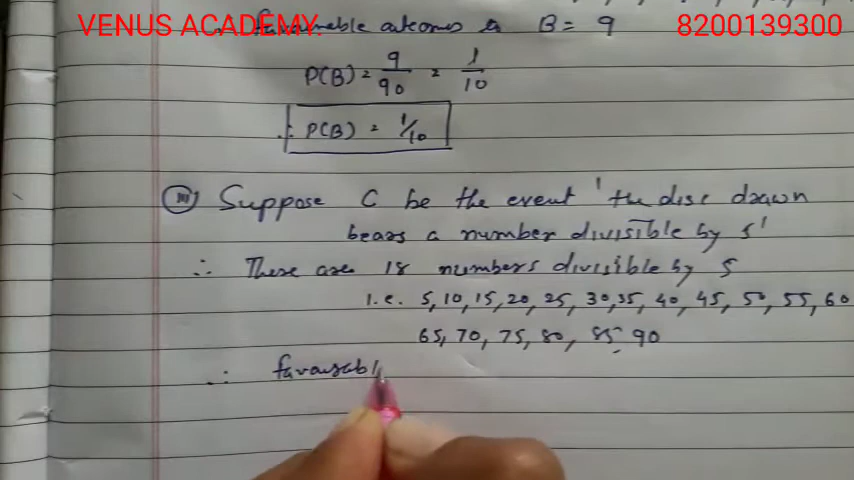 VENUS ACADEMY. 8200139300
favourable outcomes B = 9
P(B) = 9/90 = 1/10
∴ P(B) = 1/10
(iii) Suppose C be the event 'the disc drawn
bears a number divisible by 5'
∴ There are 18 numbers divisible by 5
i.e. 5, 10, 15, 20, 25, 30, 35, 40, 45, 50, 55, 60
65, 70, 75, 80, 85 90
∴ favourabl